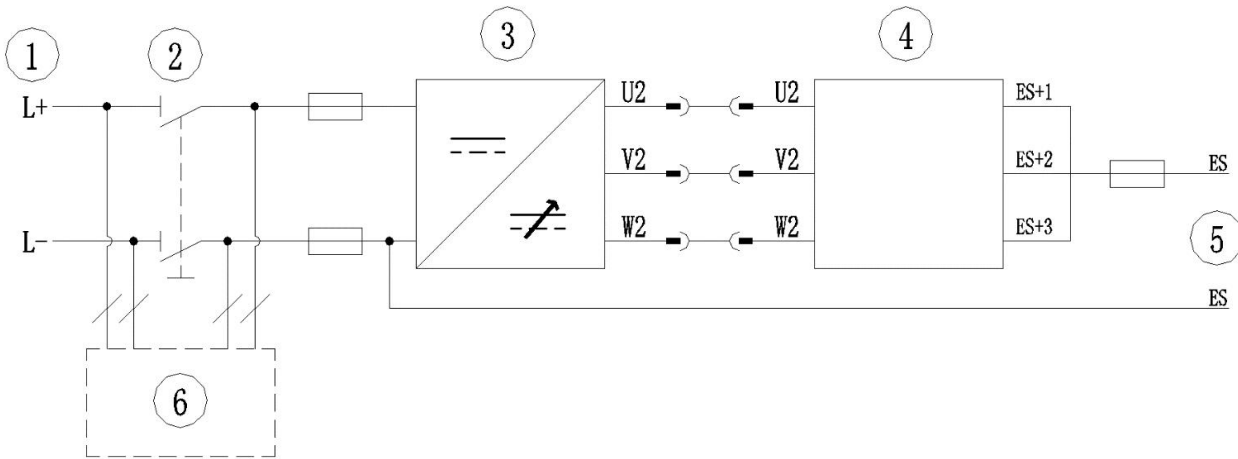 1 2 3 4
L+ U2 U2 ES+1
V2 V2 ES+2 ES
L- W2 W2 ES+3 5
ES
6